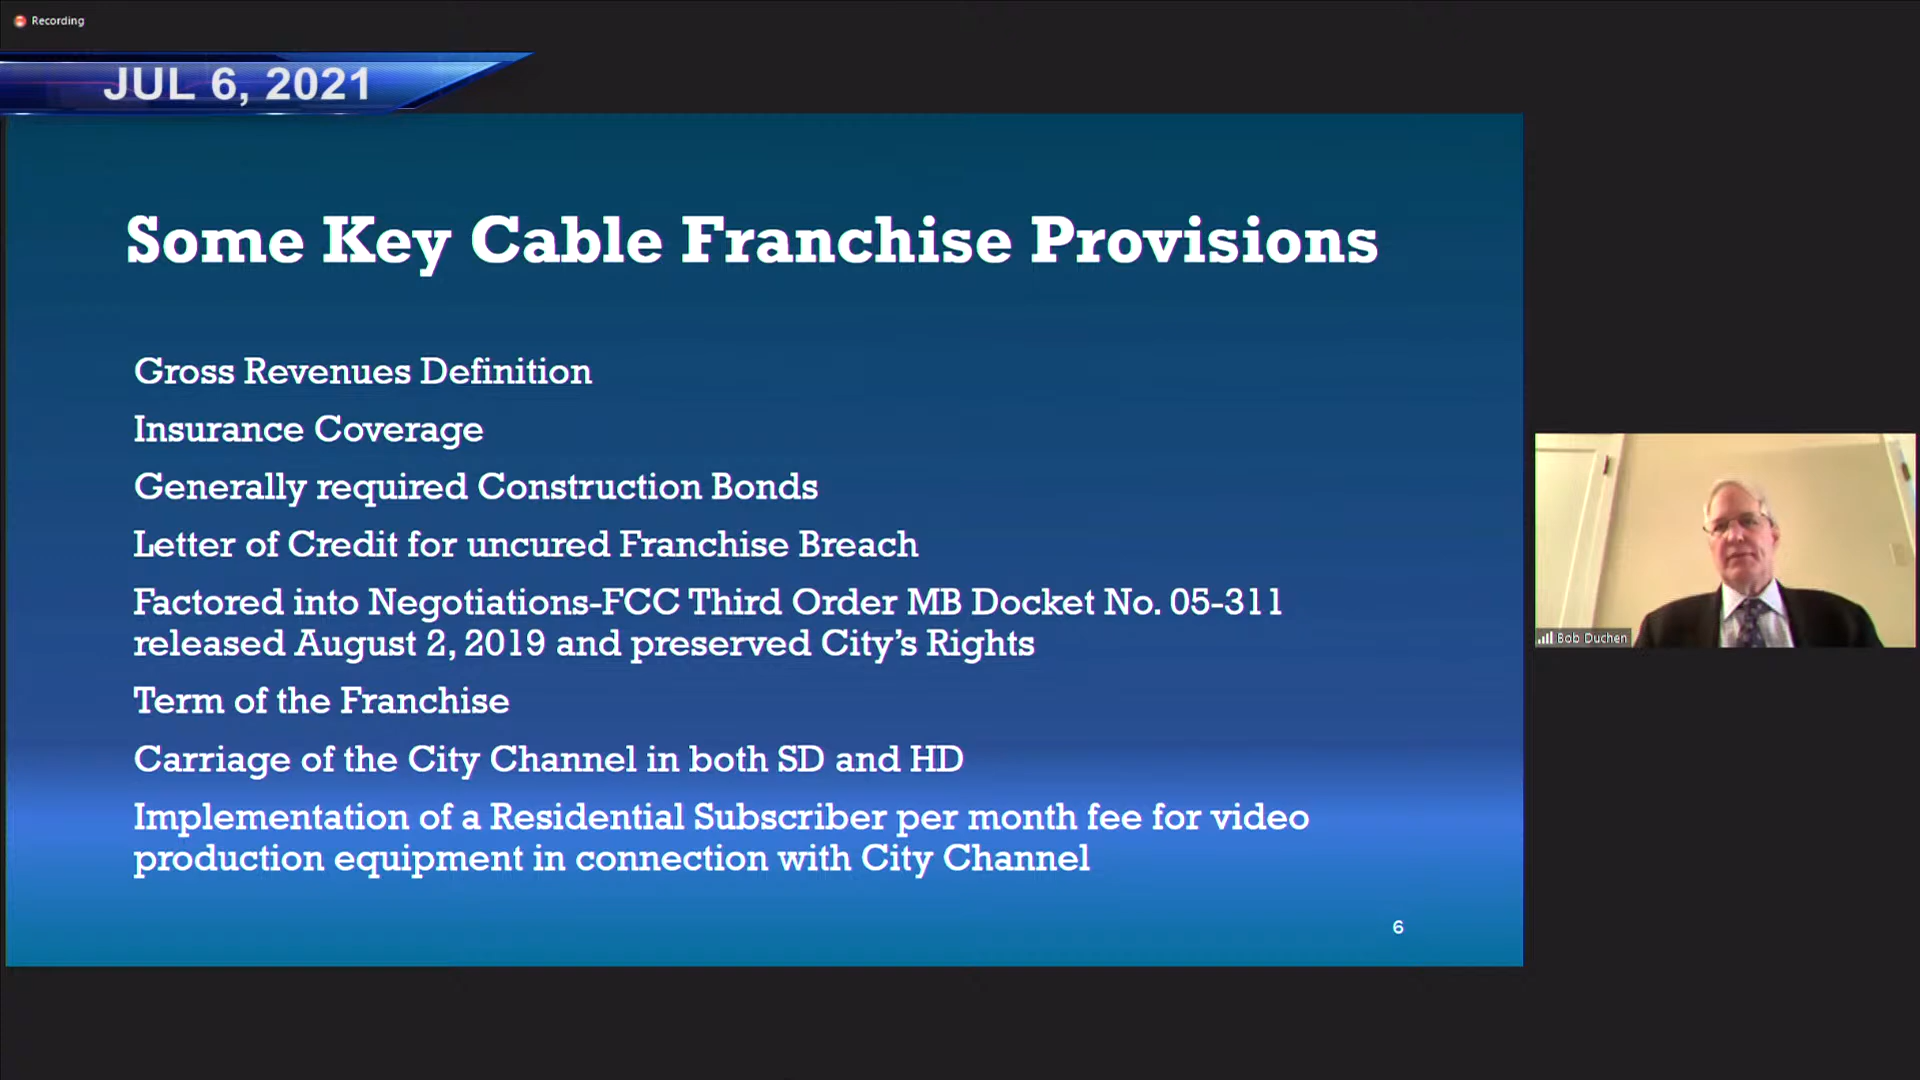 Recording
JUL 6, 2021
Some Key Cable Franchise Provisions
Gross Revenues Definition
Insurance Coverage
Generally required Construction Bonds
Letter of Credit for uncured Franchise Breach
Factored into Negotiations-FCC Third Order MB Docket No. 05-311
released August 2, 2019 and preserved City's Rights
Term of the Franchise
Carriage of the City Channel in both SD and HD
Implementation of a Residential Subscriber per month fee for video
production equipment in connection with City Channel
6
Bob Duchen